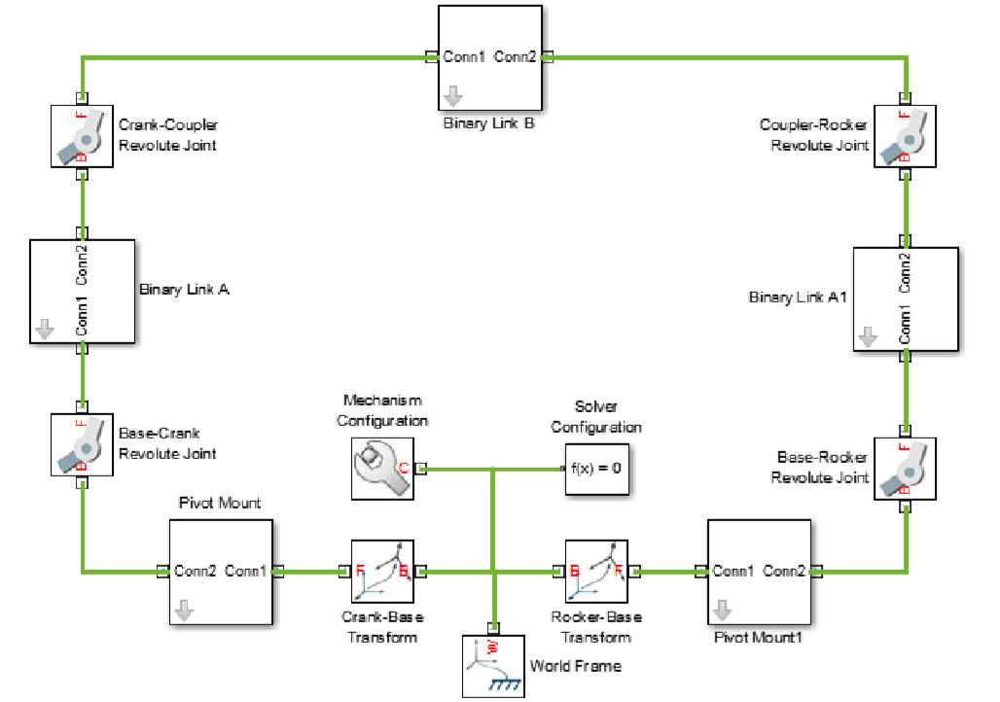 Conn1 Conn2
Binary Link B
F
Crank-Coupler
Revolute Joint
B
Coupler-Rocker
Revolute Joint
F
B
Conn2
Conn1
Binary Link A
Binary Link A1
Conn2
Conn1
F
Base-Crank
Revolute Joint
B
Mechanism
Configuration
C
Solver
Configuration
f(x) = 0
Base-Rocker
Revolute Joint
F
B
Pivot Mount
Conn2 Conn1
F B
Crank-Base
Transform
B F
Rocker-Base
Transform
Conn1 Conn2
Pivot Mount1
W
World Frame